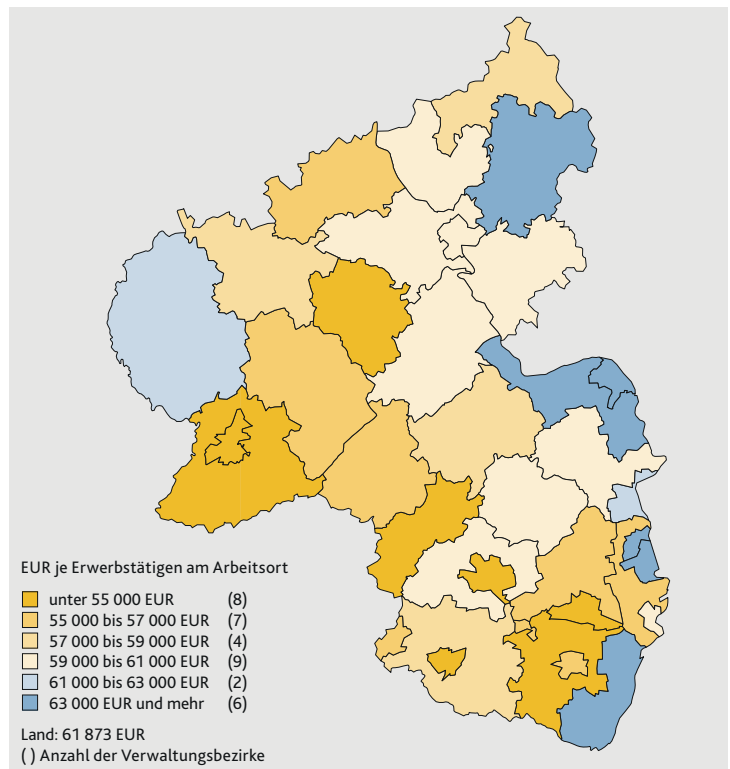 EUR je Erwerbstätigen am Arbeitsort
unter 55 000 EUR (8)
55 000 bis 57 000 EUR (7)
57 000 bis 59 000 EUR (4)
59 000 bis 61 000 EUR (9)
61 000 bis 63 000 EUR (2)
63 000 EUR und mehr (6)
Land: 61 873 EUR
( ) Anzahl der Verwaltungsbezirke